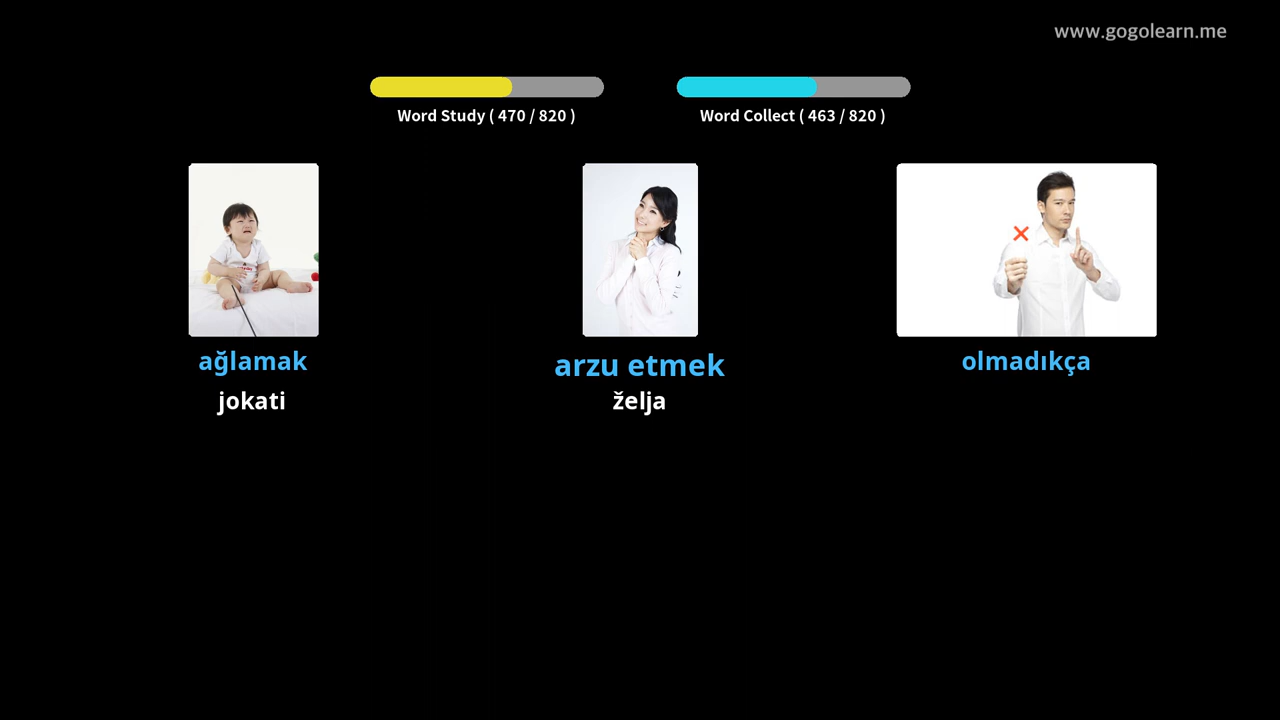 www.gogolearn.me
Word Study ( 470 / 820 )
Word Collect ( 463 / 820 )
ağlamak
arzu etmek
olmadıkça
jokati
želja